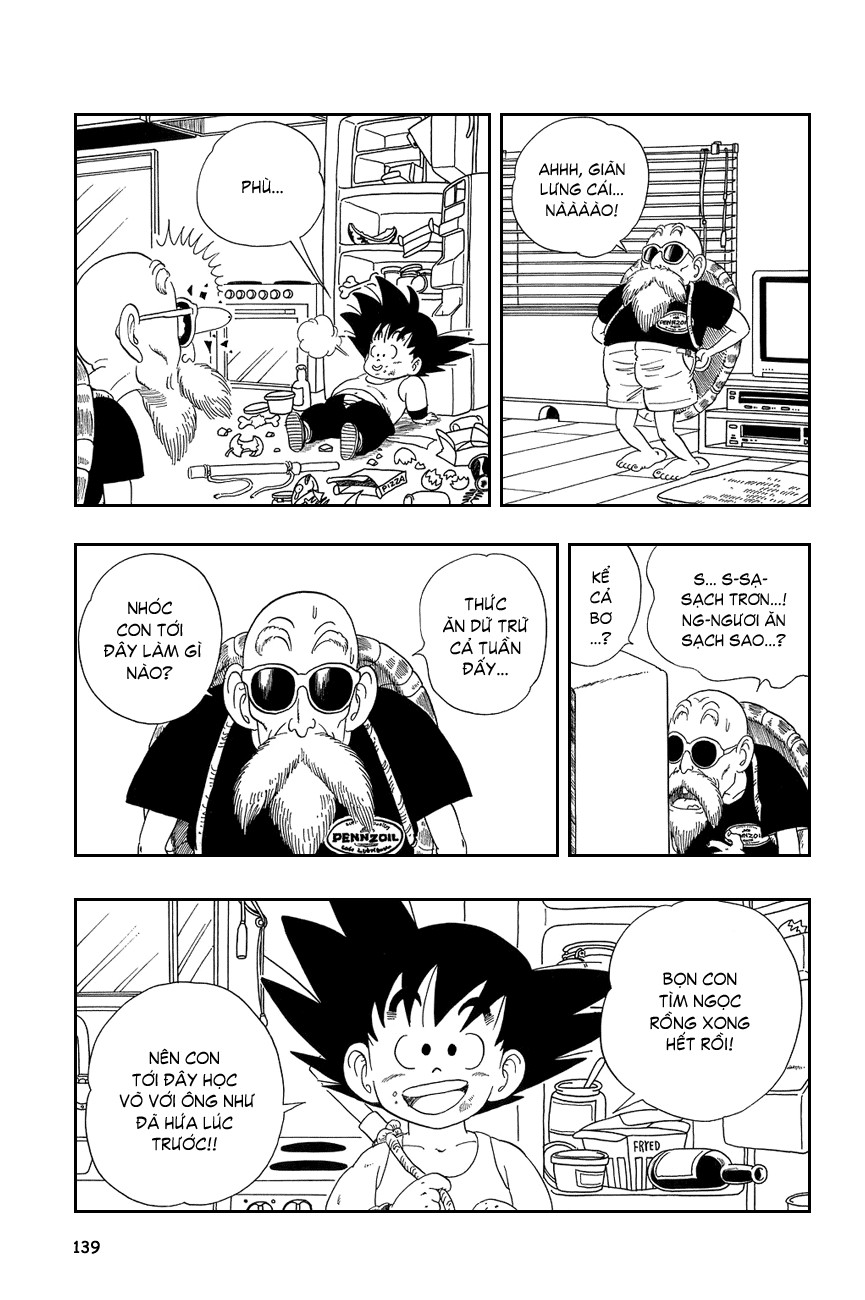 AHHH, GIÃN
LƯNG CÁI...
NÀÀÀÀO!
PENNZOIL
PHÙ...
PIZZA
S... S-SẠ-
SẠCH TRƠN...!
NG-NGƯƠI ĂN
SẠCH SAO...?
KỂ
CẢ
BƠ
...?
THỨC
ĂN DỮ TRỮ
CẢ TUẦN
ĐẤY...
NHÓC
CON TỚI
ĐÂY LÀM GÌ
NÀO?
PENNZOIL
BỌN CON
TÌM NGỌC
RỒNG XONG
HẾT RỒI!
NÊN CON
TỚI ĐÂY HỌC
VÕ VỚI ÔNG NHƯ
ĐÃ HỨA LÚC
TRƯỚC!!
FRYED
139